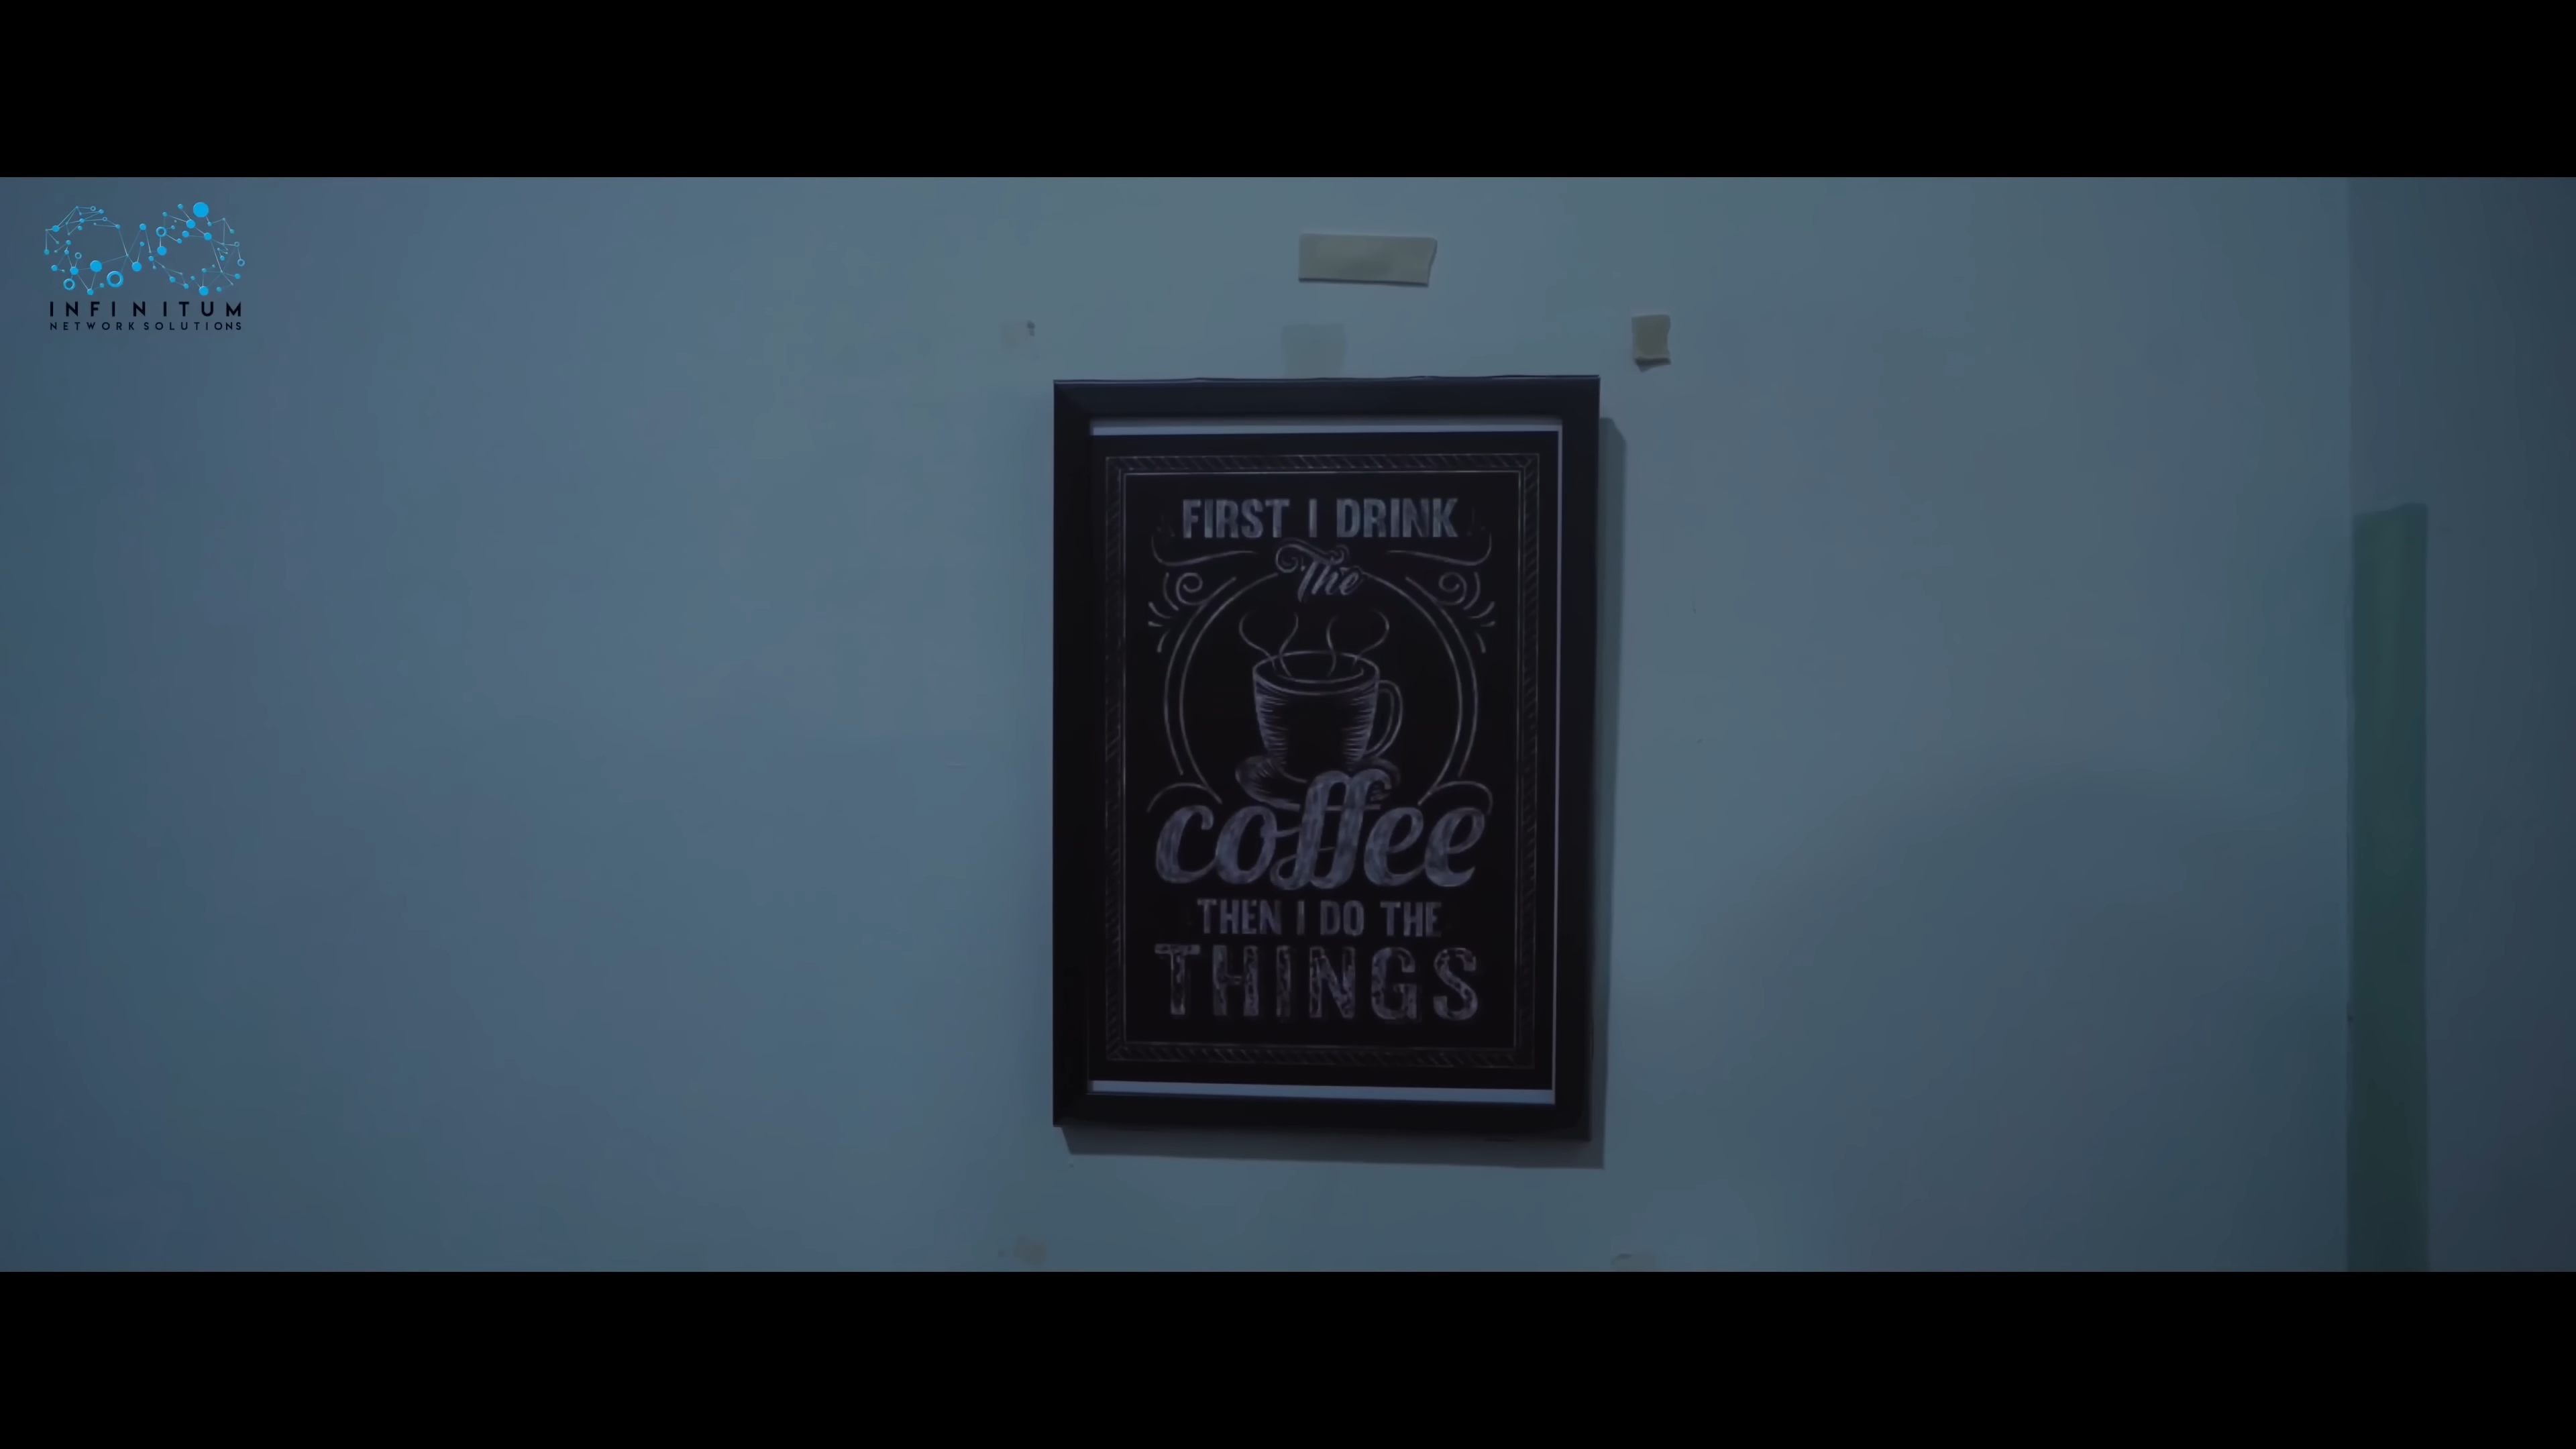 INFINITUM
NETWORK SOLUTIONS
FIRST I DRINK
The
coffee
THEN I DO THE
THINGS